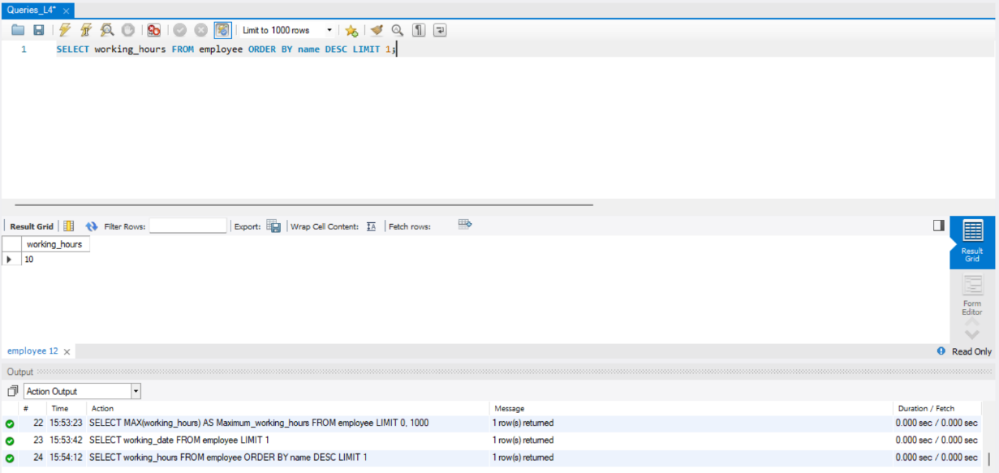 Queries_L4*
Limit to 1000 rows
1 SELECT working_hours FROM employee ORDER BY name DESC LIMIT 1;
Result Grid Filter Rows: Export: Wrap Cell Content: Fetch rows:
working_hours
10
Result
Grid
Form
Editor
employee 12 Read Only
Output
Action Output
# Time Action Message Duration / Fetch
22 15:53:23 SELECT MAX(working_hours) AS Maximum_working_hours FROM employee LIMIT 0, 1000 1 row(s) returned 0.000 sec / 0.000 sec
23 15:53:42 SELECT working_date FROM employee LIMIT 1 1 row(s) returned 0.000 sec / 0.000 sec
24 15:54:12 SELECT working_hours FROM employee ORDER BY name DESC LIMIT 1 1 row(s) returned 0.000 sec / 0.000 sec